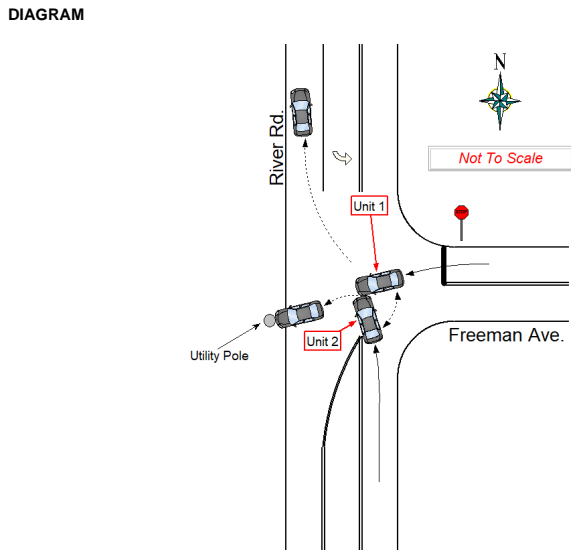 DIAGRAM
N
River Rd.
Not To Scale
Unit 1
Unit 2
Freeman Ave.
Utility Pole